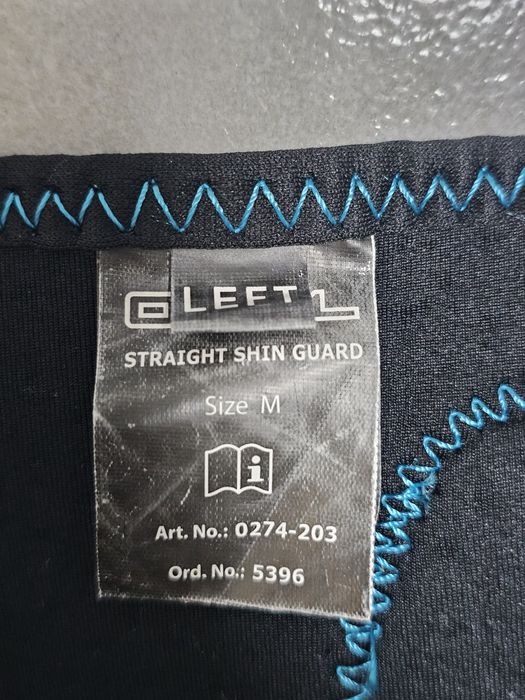 LEFT
STRAIGHT SHIN GUARD
Size M
i
Art. No.: 0274-203
Ord. No.: 5396